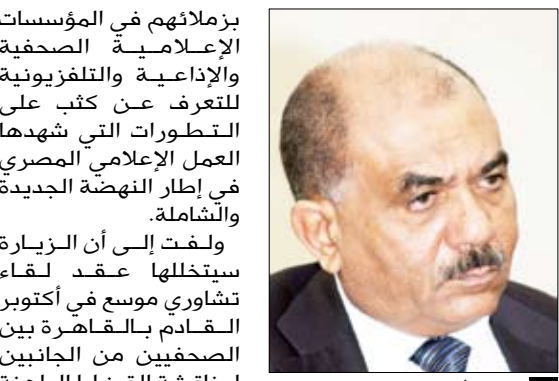 بزملائهم في المؤسسات
الإعلامية الصحفية
والإذاعية والتلفزيونية
للتعرف عن كثب على
التطورات التي شهدها
العمل الإعلامي المصري
في إطار النهضة الجديدة
والشاملة.
ولفت إلى أن الزيارة
سيتخللها عقد لقاء
تشاوري موسع في أكتوبر
القادم بالقاهرة بين
الصحفيين من الجانبين